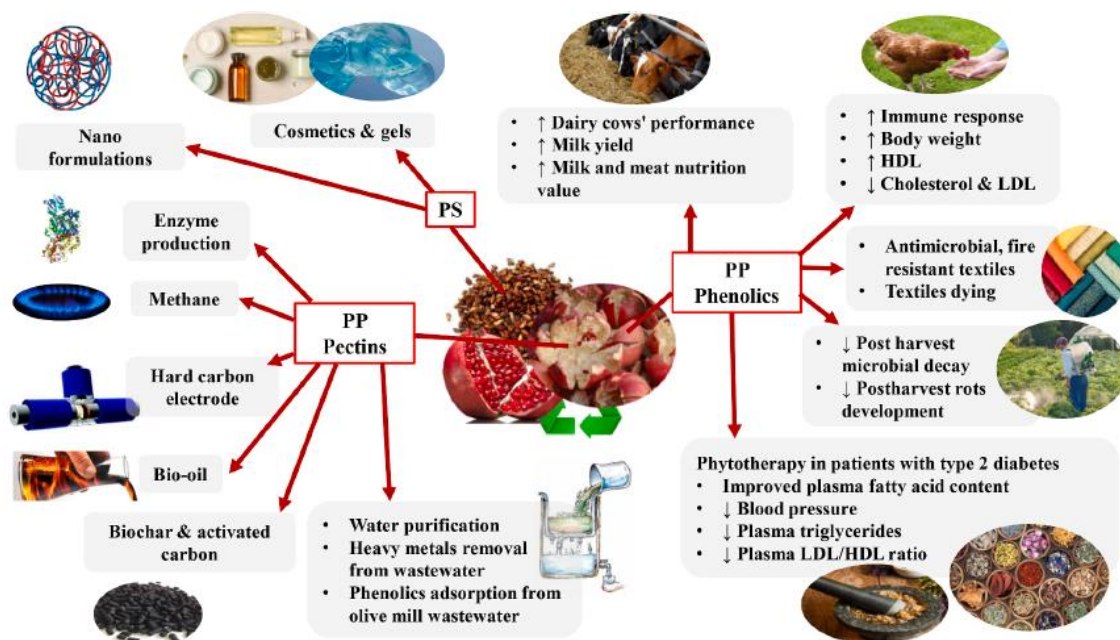 Nano
formulations
Cosmetics & gels
PS
Enzyme
production
Methane
PP
Pectins
Hard carbon
electrode
Bio-oil
Biochar & activated
carbon
• Water purification
• Heavy metals removal
from wastewater
• Phenolics adsorption from
olive mill wastewater
• ↑ Dairy cows' performance
• ↑ Milk yield
• ↑ Milk and meat nutrition
value
• ↑ Immune response
• ↑ Body weight
• ↑ HDL
• ↓ Cholesterol & LDL
PP
Phenolics
• Antimicrobial, fire
resistant textiles
• Textiles dying
• ↓ Post harvest
microbial decay
• ↓ Postharvest rots
development
Phytotherapy in patients with type 2 diabetes
• Improved plasma fatty acid content
• ↓ Blood pressure
• ↓ Plasma triglycerides
• ↓ Plasma LDL/HDL ratio